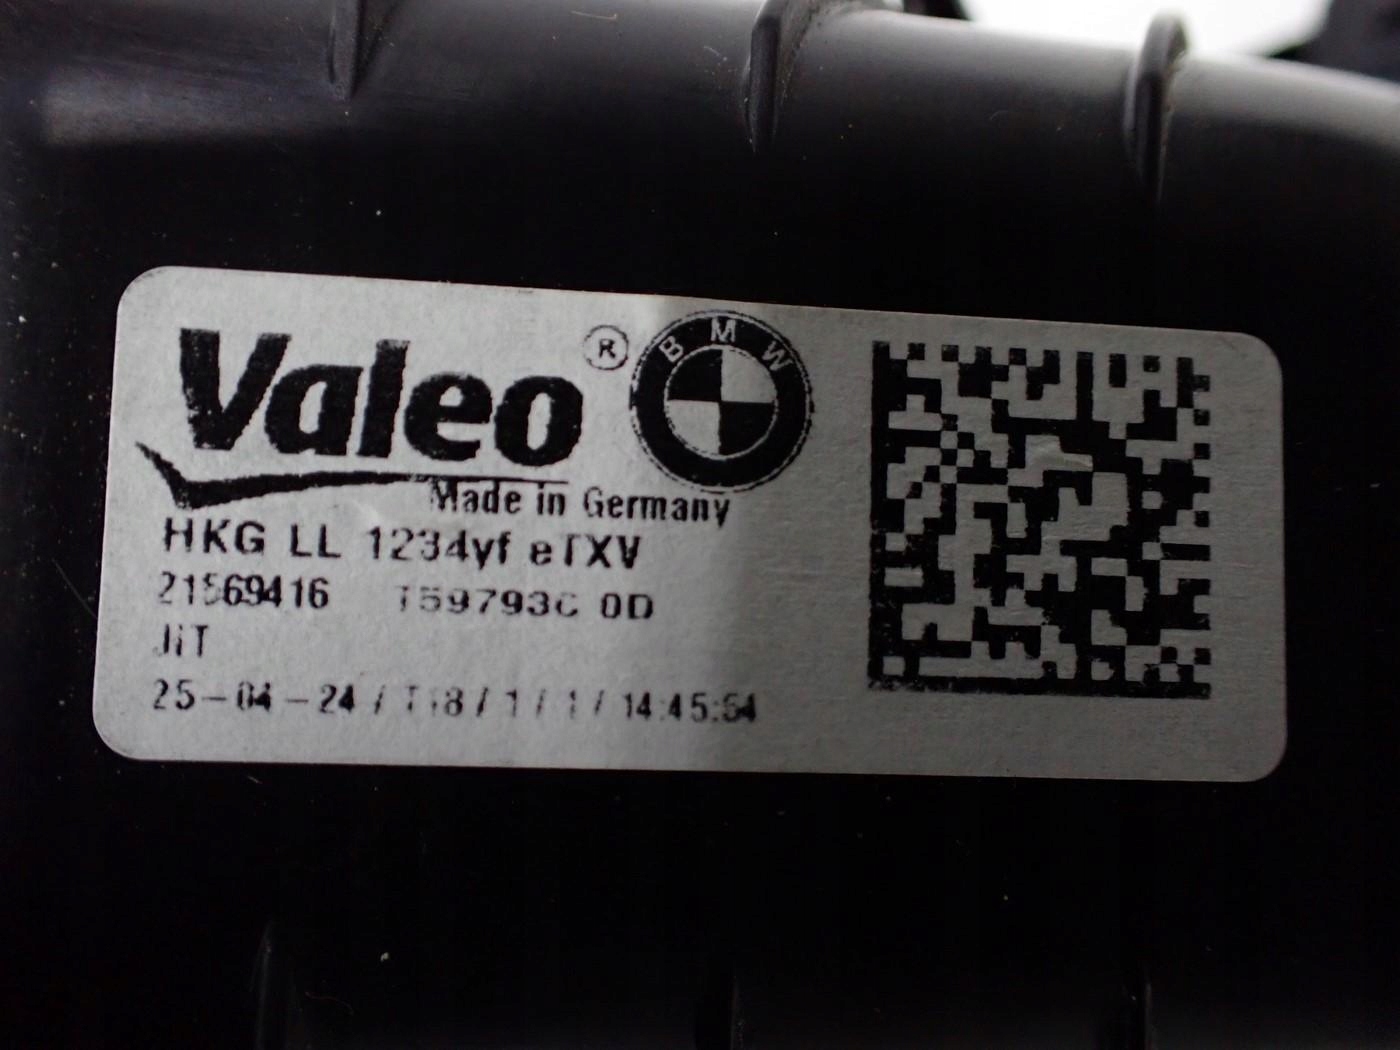 Valeo ® BMW
Made in Germany
HKG LL 1234yf eTXV
21569416 T59793C 0D
JIT
25-04-24 / T18 / 1 / 1 / 14:45:54